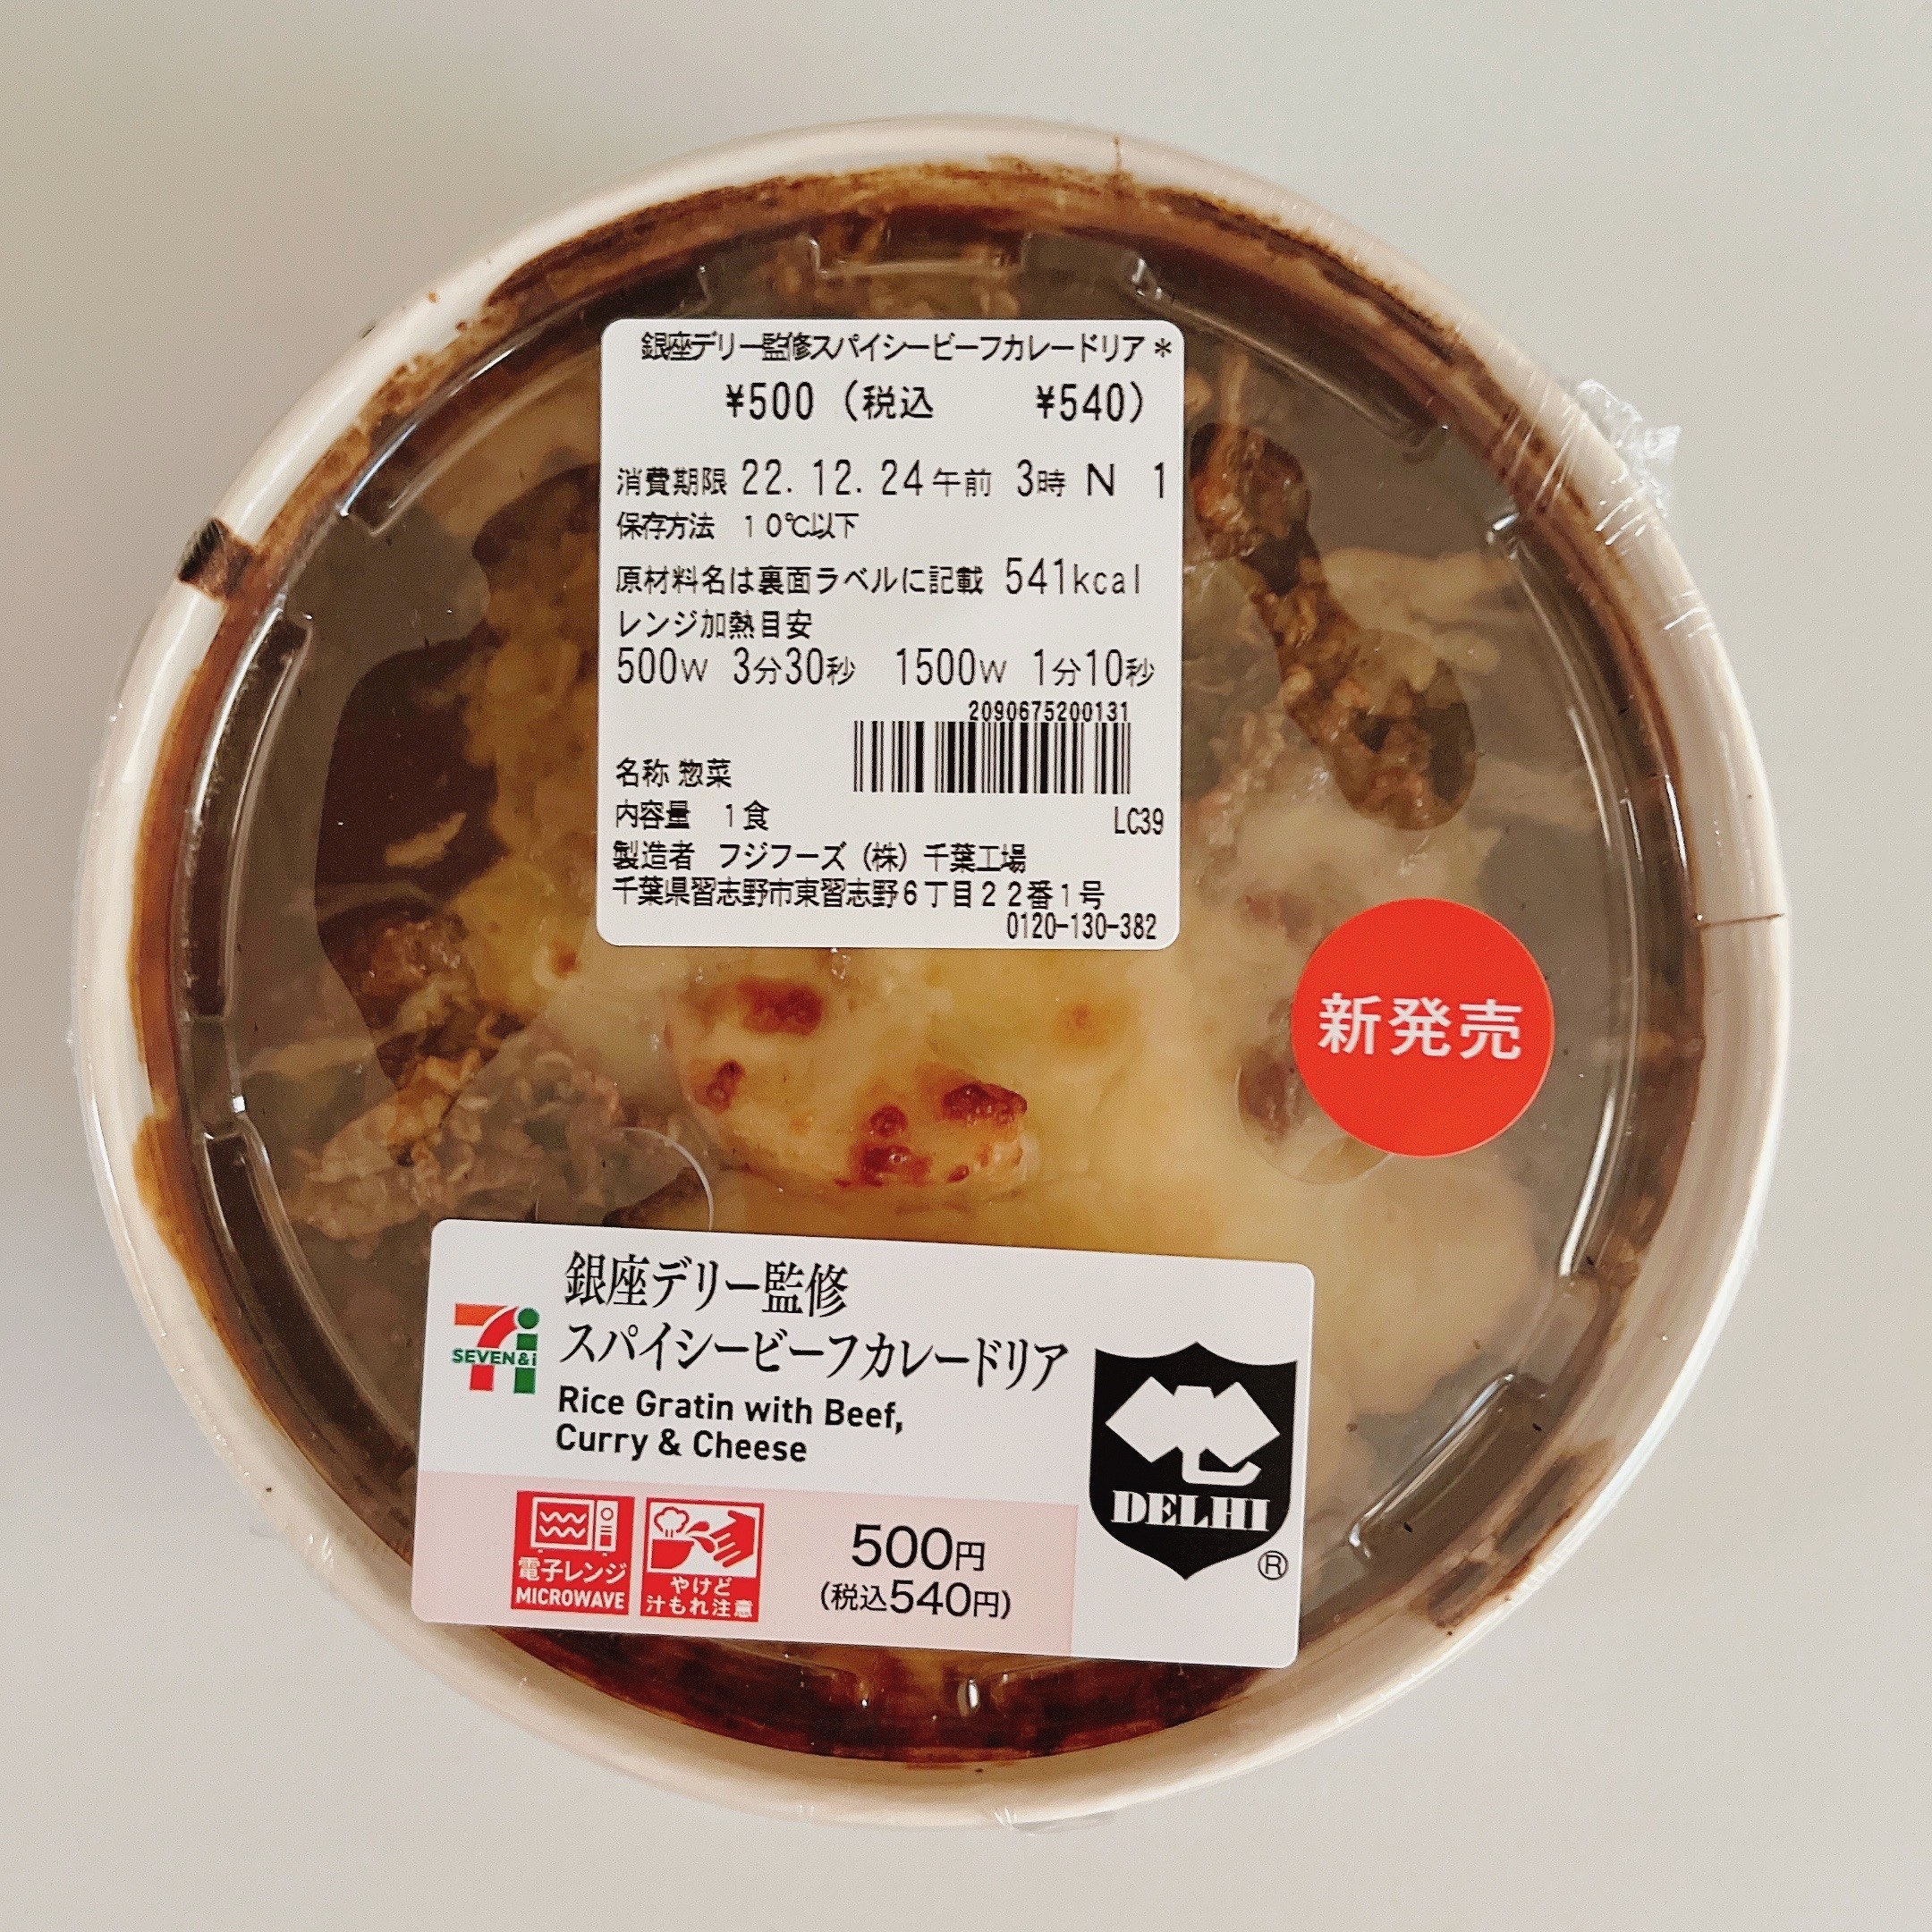 銀座デリー監修スパイシービーフカレードリア＊
¥500（税込 ¥540）
消費期限 22.12.24午前 3時 N 1
保存方法 10℃以下
原材料名は裏面ラベルに記載 541kcal
レンジ加熱目安
500W 3分30秒 1500W 1分10秒
2090675200131
名称 惣菜
内容量 1食
LC39
製造者 フジフーズ（株）千葉工場
千葉県習志野市東習志野6丁目22番1号
0120-130-382
新発売
銀座デリー監修
スパイシービーフカレードリア
SEVEN&i
Rice Gratin with Beef,
Curry & Cheese
DELHI
®
電子レンジ
MICROWAVE
やけど
汁もれ注意
500円
(税込540円)